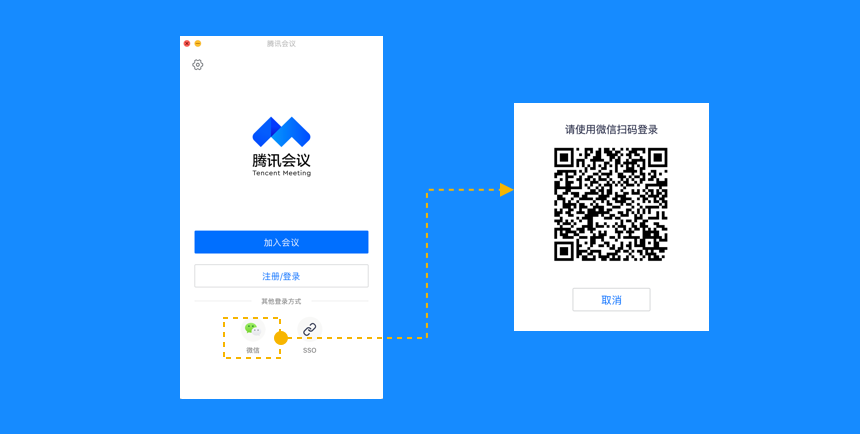 腾讯会议
腾讯会议
Tencent Meeting
加入会议
注册/登录
其他登录方式
微信
SSO
请使用微信扫码登录
取消